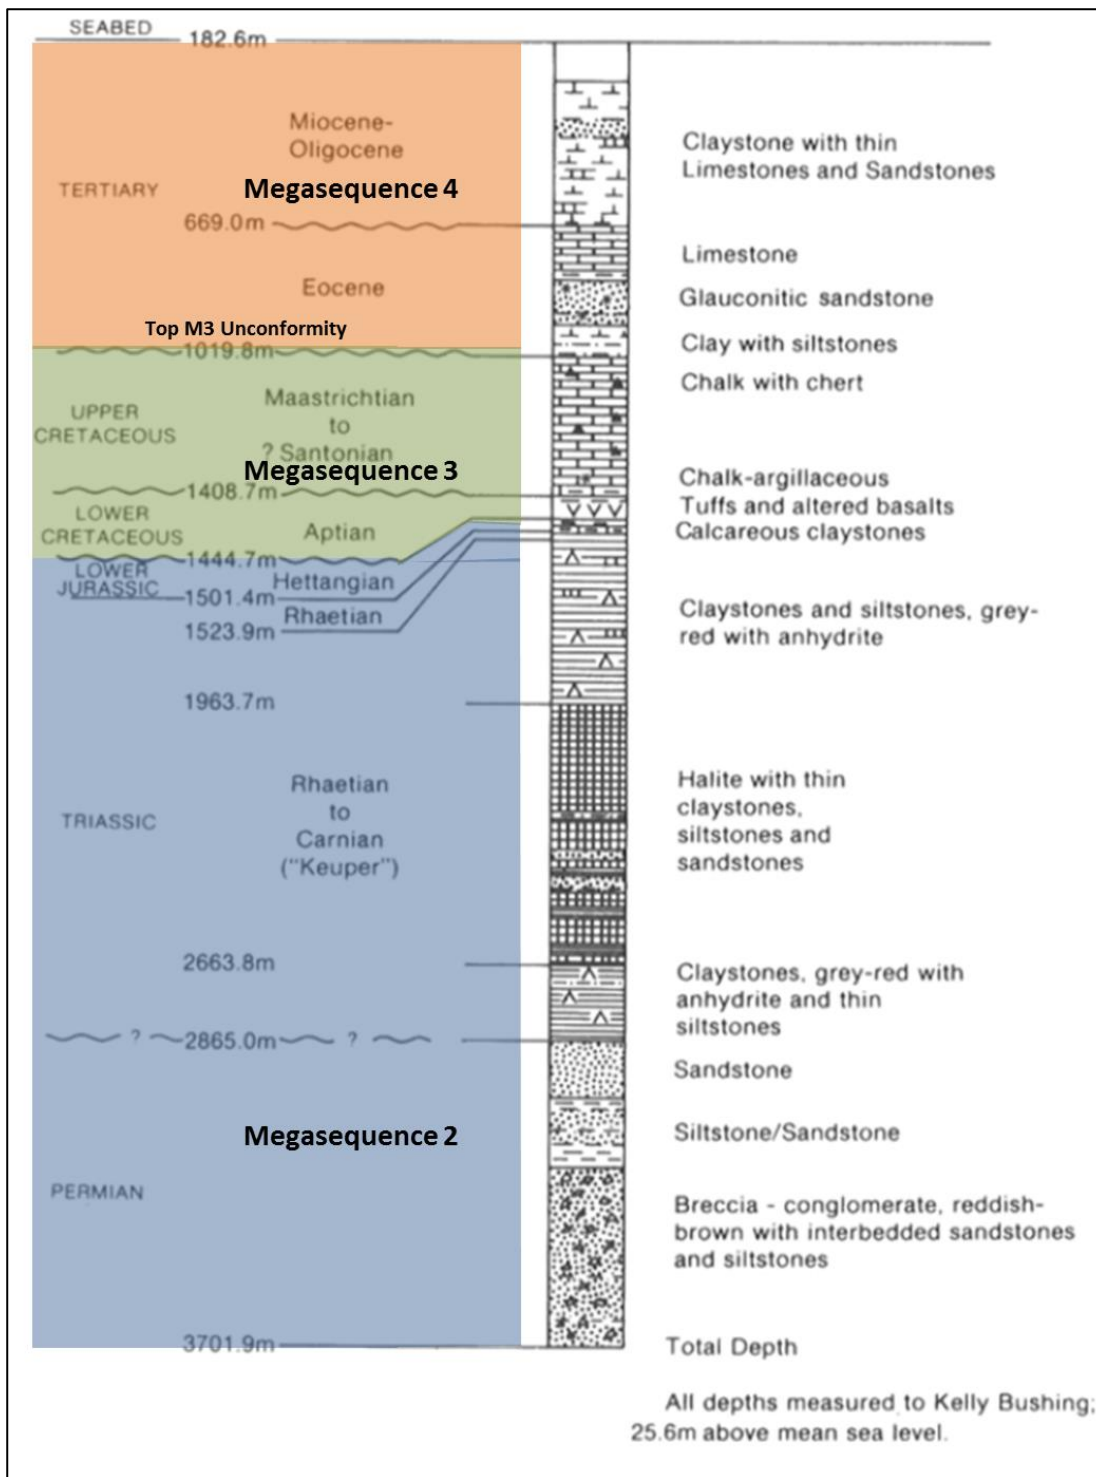 SEABED
182.6m
Miocene-
Oligocene
Claystone with thin
Limestones and Sandstones
TERTIARY
Megasequence 4
669.0m
Limestone
Eocene
Glauconitic sandstone
Top M3 Unconformity
1019.8m
Clay with siltstones
Chalk with chert
UPPER
CRETACEOUS
Maastrichtian
to
? Santonian
Megasequence 3
Chalk-argillaceous
1408.7m
Tuffs and altered basalts
LOWER
CRETACEOUS
Aptian
Calcareous claystones
1444.7m
LOWER
JURASSIC
Hettangian
1501.4m
Rhaetian
1523.9m
Claystones and siltstones, grey-
red with anhydrite
1963.7m
TRIASSIC
Rhaetian
to
Carnian
("Keuper")
Halite with thin
claystones,
siltstones and
sandstones
2663.8m
Claystones, grey-red with
anhydrite and thin
siltstones
? 2865.0m ?
Sandstone
Megasequence 2
Siltstone/Sandstone
PERMIAN
Breccia - conglomerate, reddish-
brown with interbedded sandstones
and siltstones
3701.9m
Total Depth
All depths measured to Kelly Bushing;
25.6m above mean sea level.